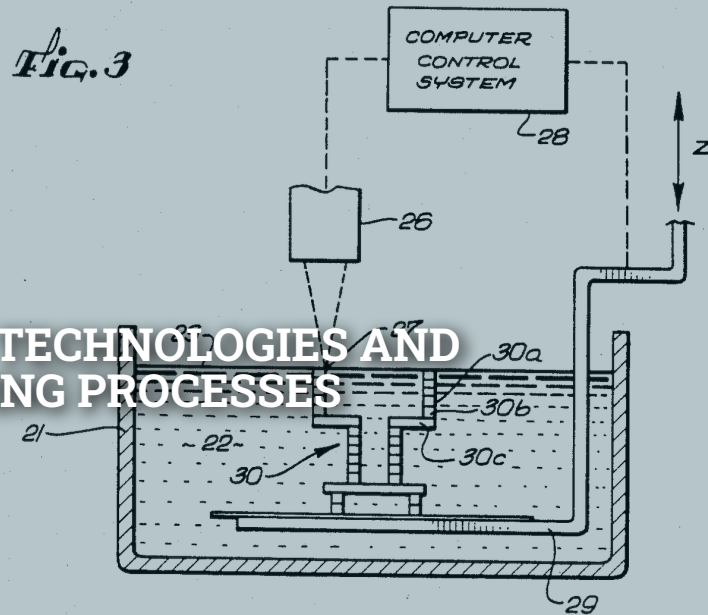 Fig. 3
COMPUTER
CONTROL
SYSTEM
28
Z
26
27
TECHNOLOGIES AND
NG PROCESSES
30a
30b
21
~22~
30
30c
29